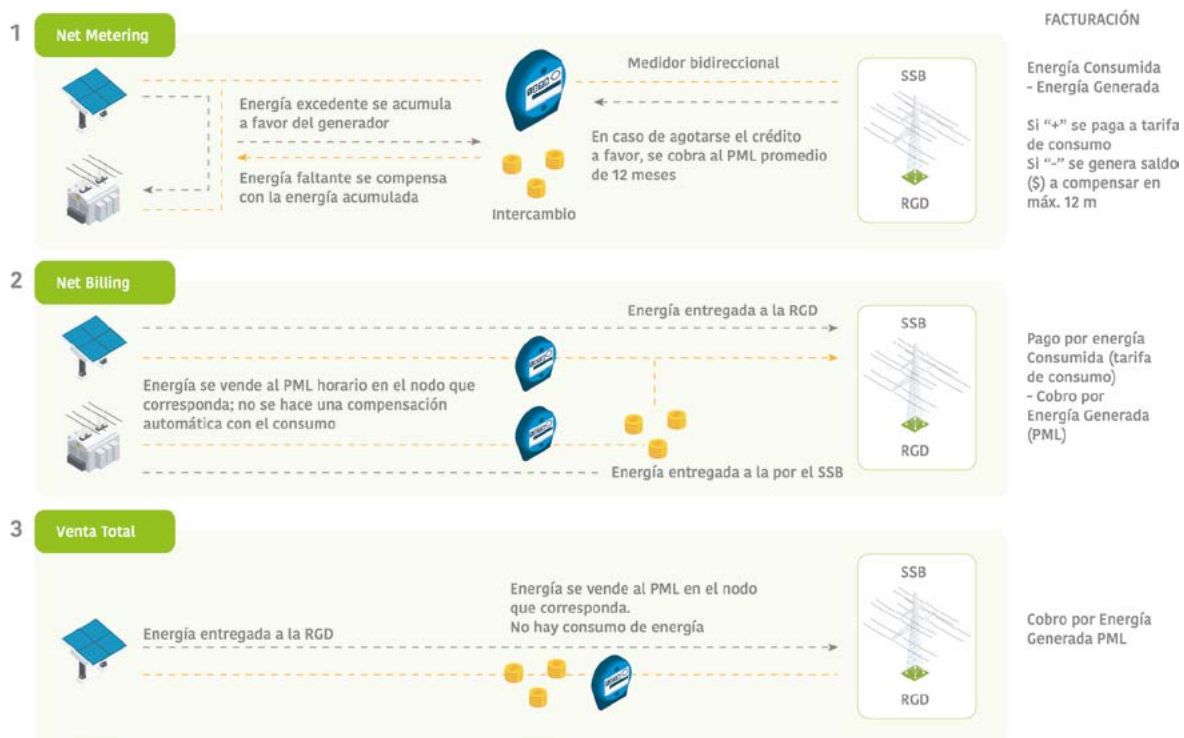 FACTURACIÓN
1
Net Metering
Energía excedente se acumula
a favor del generador
Energía faltante se compensa
con la energía acumulada
Intercambio
Medidor bidireccional
En caso de agotarse el crédito
a favor, se cobra al PML promedio
de 12 meses
SSB
RGD
Energía Consumida
- Energía Generada
Si “+” se paga a tarifa
de consumo
Si “-” se genera saldo
($) a compensar en
máx. 12 m
2
Net Billing
Energía entregada a la RGD
Energía se vende al PML horario en el nodo que
corresponda; no se hace una compensación
automática con el consumo
Energía entregada a la por el SSB
SSB
RGD
Pago por energía
Consumida (tarifa
de consumo)
- Cobro por
Energía Generada
(PML)
3
Venta Total
Energía entregada a la RGD
Energía se vende al PML en el nodo
que corresponda.
No hay consumo de energía
SSB
RGD
Cobro por Energía
Generada PML